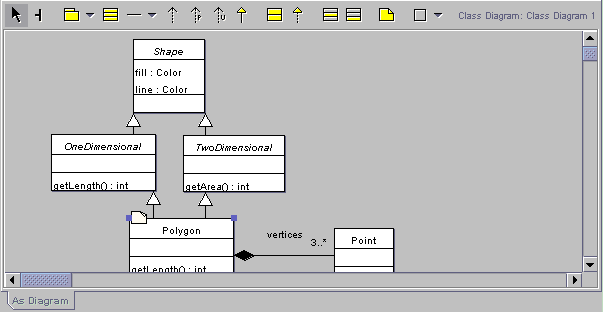 Class Diagram: Class Diagram 1
P
U
Shape
fill : Color
line : Color
OneDimensional
TwoDimensional
getLength() : int
getArea() : int
Polygon
vertices
3..*
Point
getLength() : int
As Diagram